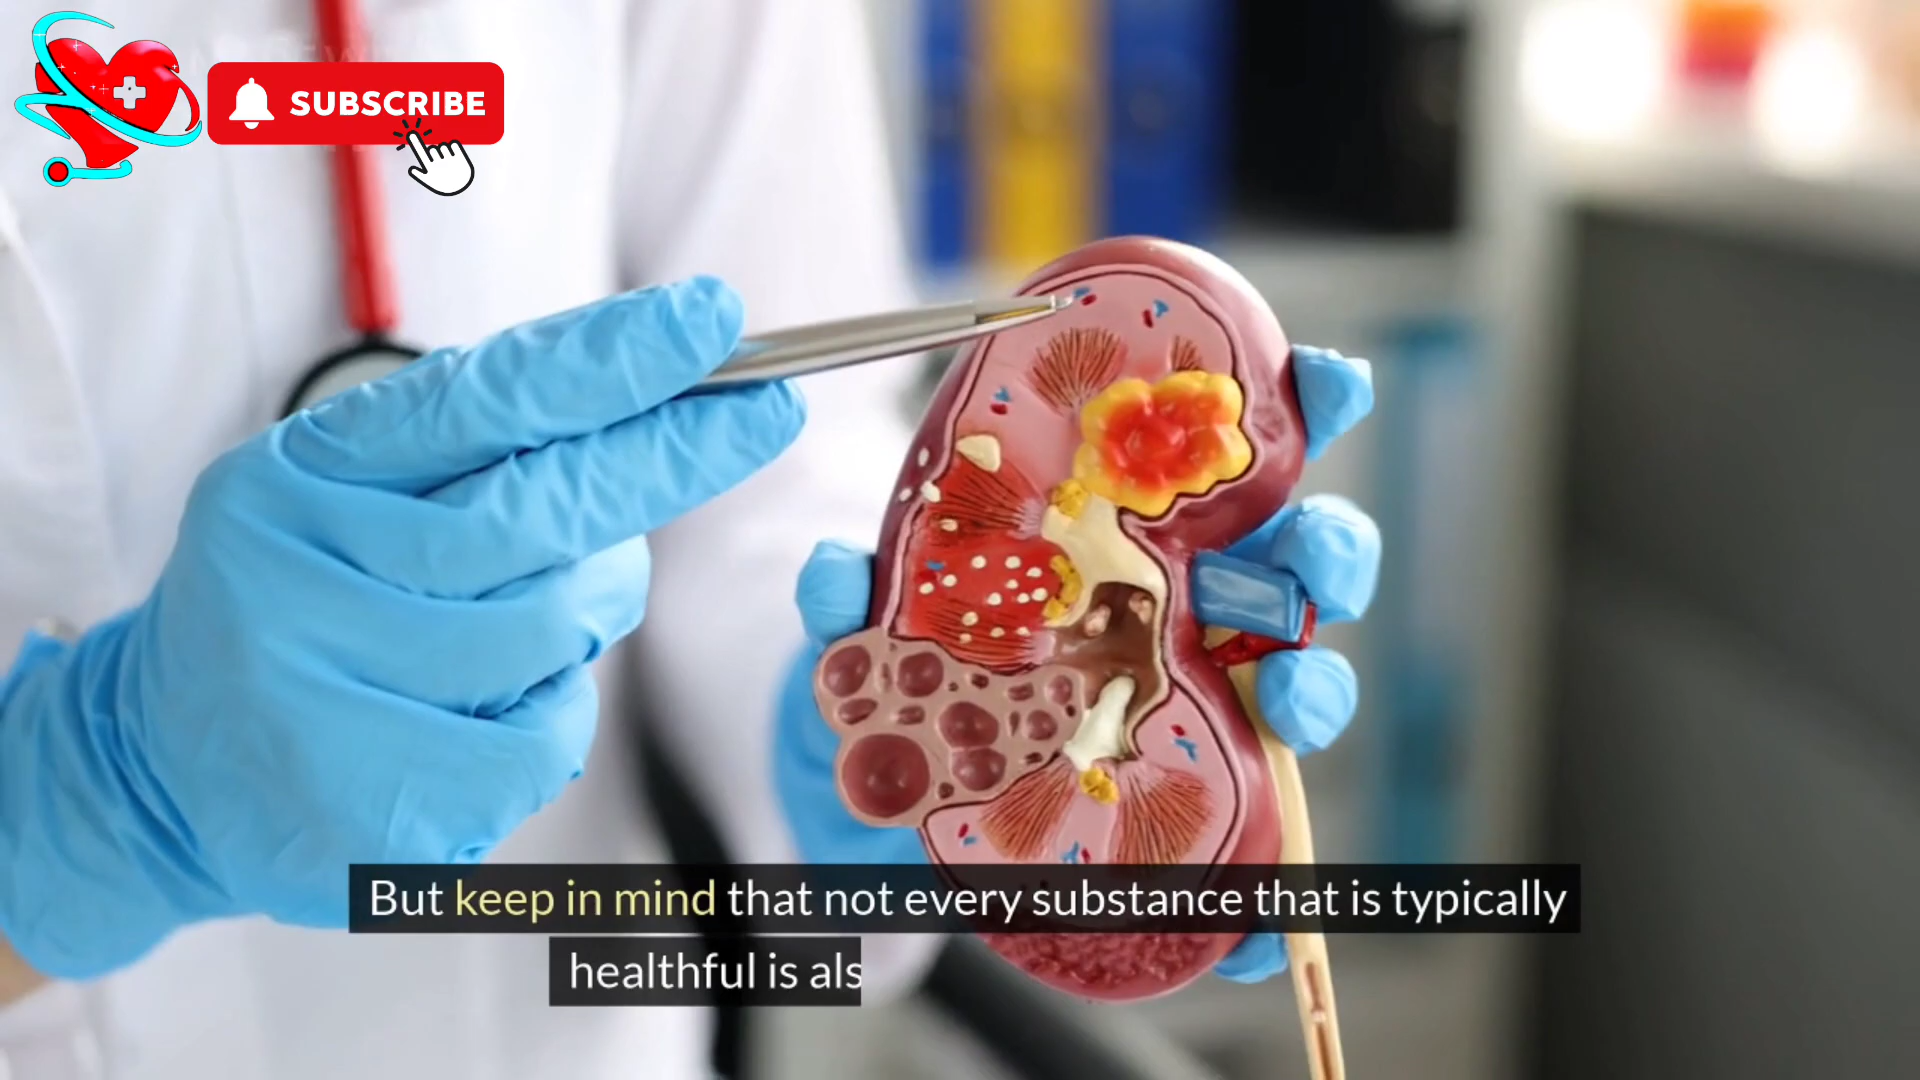 SUBSCRIBE
But keep in mind that not every substance that is typically
healthful is als